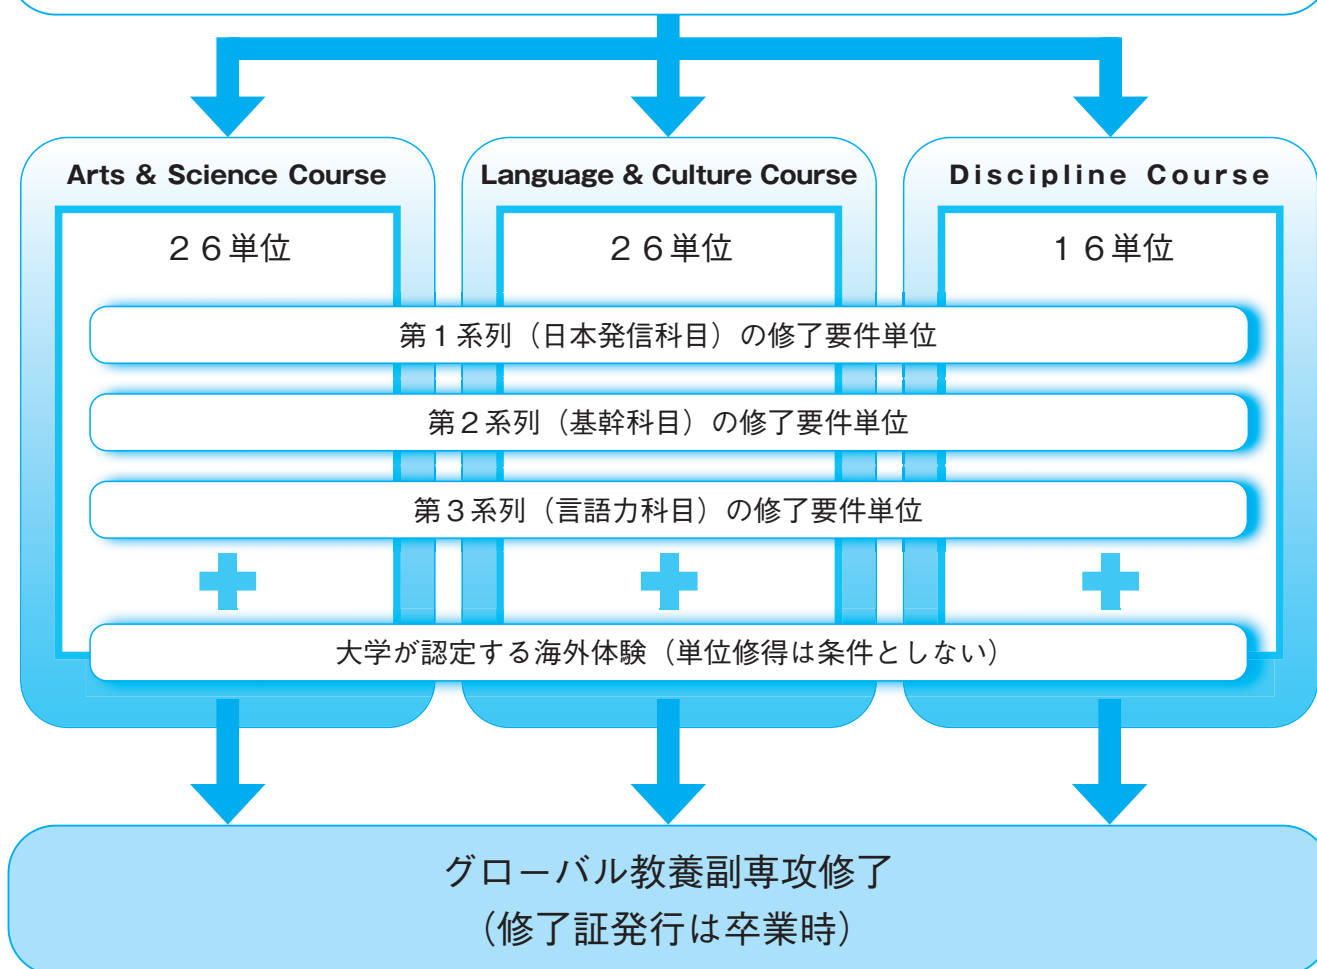 Arts & Science Course
Language & Culture Course
Discipline Course
２６単位
２６単位
１６単位
第１系列（日本発信科目）の修了要件単位
第２系列（基幹科目）の修了要件単位
第３系列（言語力科目）の修了要件単位
大学が認定する海外体験（単位修得は条件としない）
グローバル教養副専攻修了
（修了証発行は卒業時）